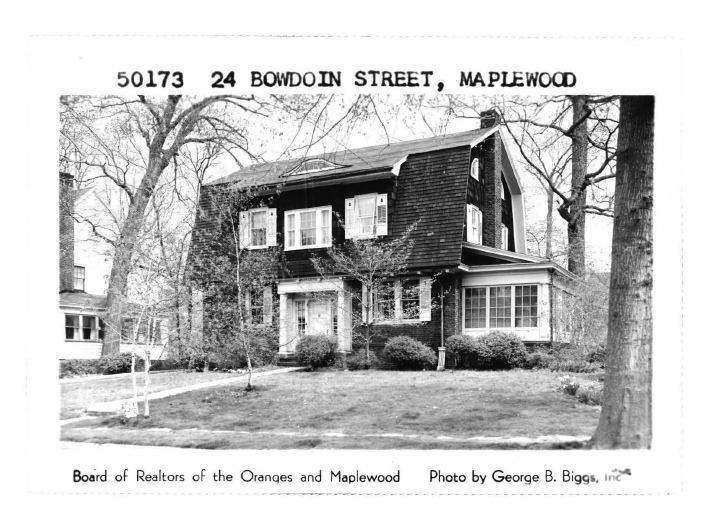 50173 24 BOWDOIN STREET, MAPLEWOOD
Board of Realtors of the Oranges and Maplewood Photo by George B. Biggs, Inc